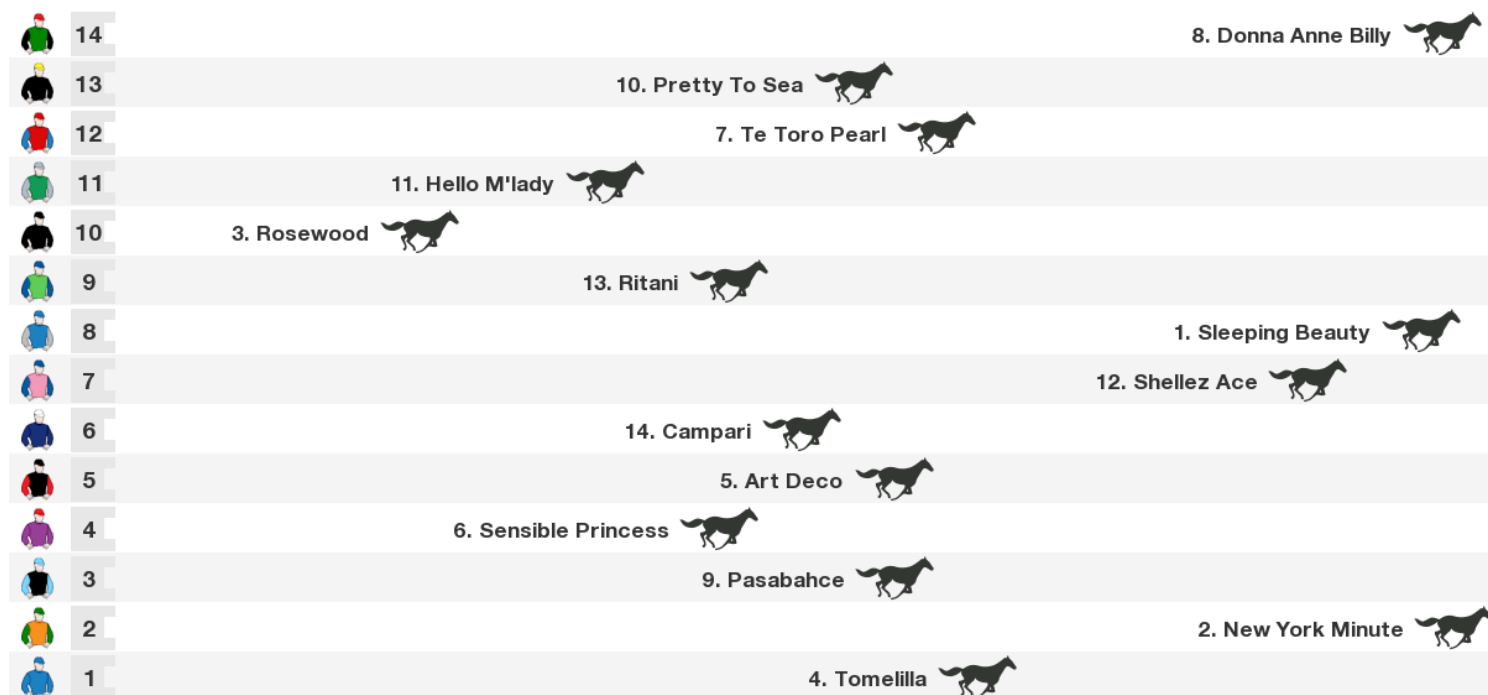 14 8. Donna Anne Billy
13 10. Pretty To Sea
12 7. Te Toro Pearl
11 11. Hello M'lady
10 3. Rosewood
9 13. Ritani
8 1. Sleeping Beauty
7 12. Shellez Ace
6 14. Campari
5 5. Art Deco
4 6. Sensible Princess
3 9. Pasabahce
2 2. New York Minute
1 4. Tomelilla